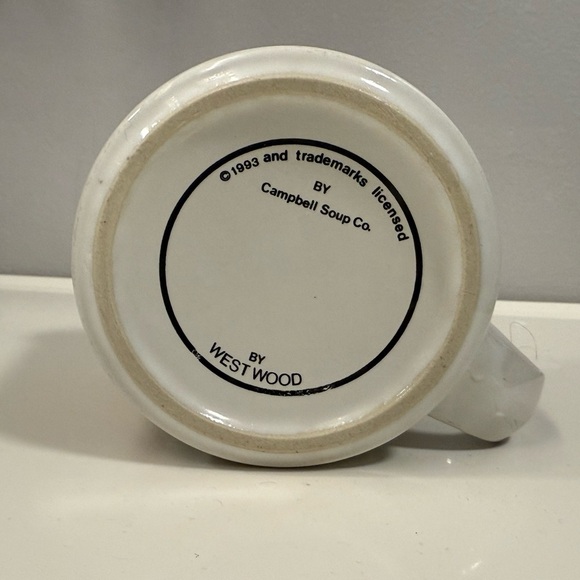 ©1993 and trademarks licensed
BY
Campbell Soup Co.
BY
WESTWOOD